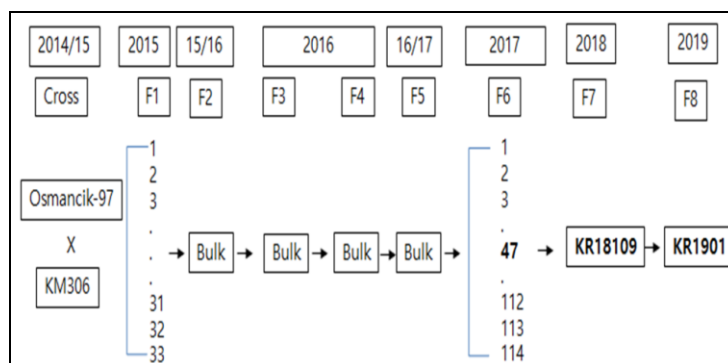 2014/15 2015 15/16 2016 16/17 2017 2018 2019
Cross F1 F2 F3 F4 F5 F6 F7 F8
Osmancik-97
X
KM306
1
2
3
.
.
.
31
32
33
Bulk Bulk Bulk Bulk
1
2
3
.
47
.
112
113
114
KR18109 KR1901